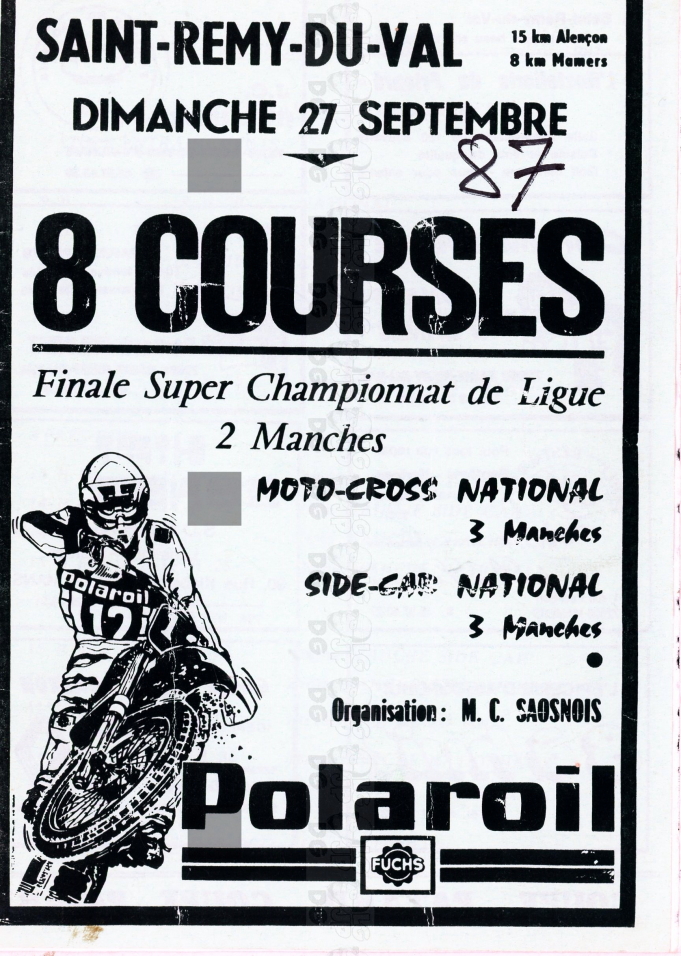 SAINT-REMY-DU-VAL
15 km Alençon
8 km Mamers
DIMANCHE 27 SEPTEMBRE
87
8 COURSES
Finale Super Championnat de Ligue
2 Manches
MOTO-CROSS NATIONAL
3 Manches
SIDE-CAR NATIONAL
3 Manches
Organisation : M. C. SAOSNOIS
polaroil
12
Polaroil
FUCHS